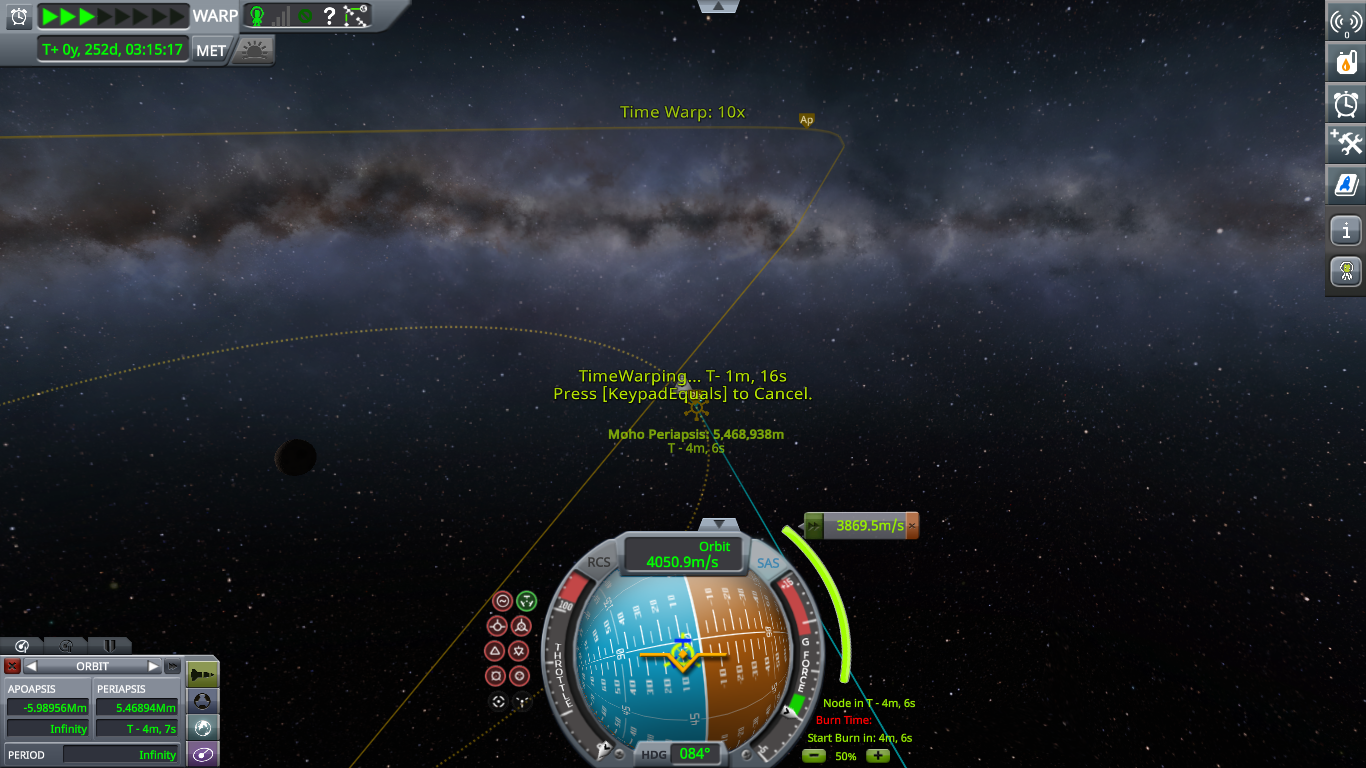 WARP
T+ 0y, 252d, 03:15:17
MET
?
0
i
Time Warp: 10x
Ap
TimeWarping... T- 1m, 16s
Press [KeypadEquals] to Cancel.
Moho Periapsis: 5,468,938m
T - 4m, 6s
3869.5m/s
Orbit
4050.9m/s
RCS
SAS
100
15
THROTTLE
G FORCE
HDG
084°
Node in T - 4m, 6s
Burn Time:
Start Burn in: 4m, 6s
50%
ORBIT
APOAPSIS
PERIAPSIS
-5.98956Mm
5.46894Mm
Infinity
T - 4m, 7s
PERIOD
Infinity